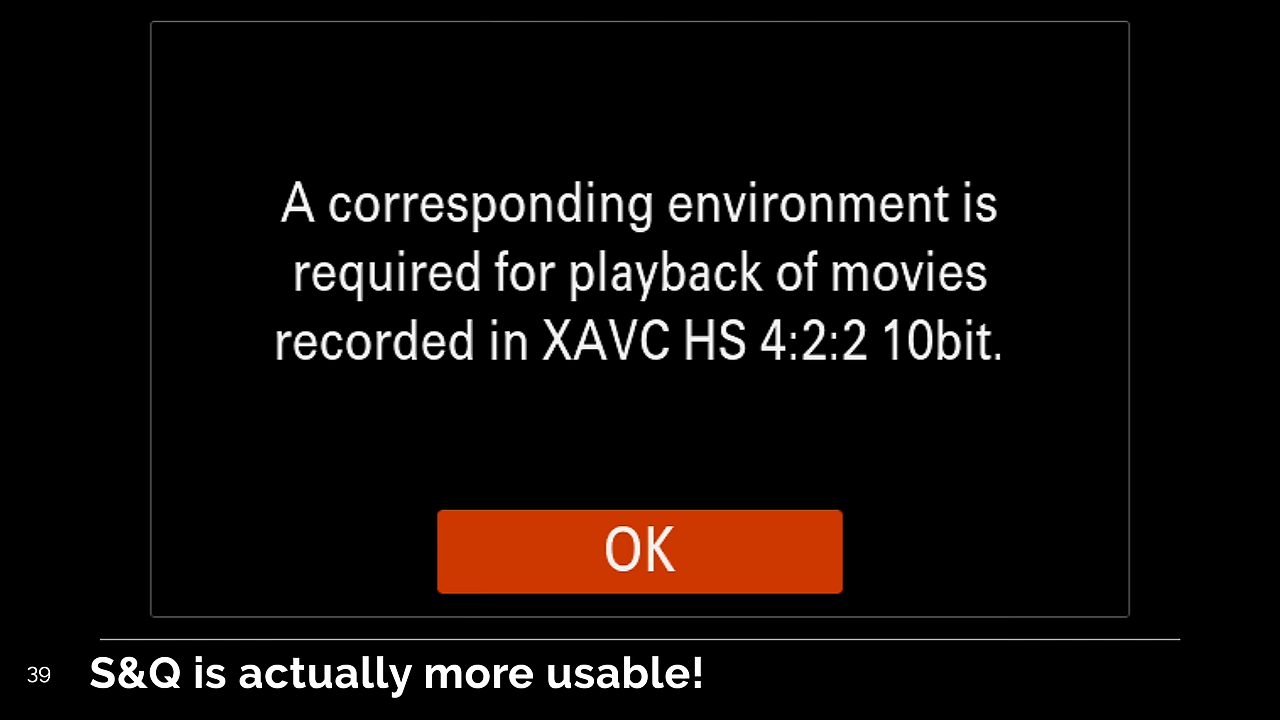 A corresponding environment is
required for playback of movies
recorded in XAVC HS 4:2:2 10bit.
OK
39
S&Q is actually more usable!